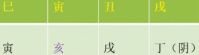 巳 寅 丑 戌
寅 亥 戌 丁（阴）